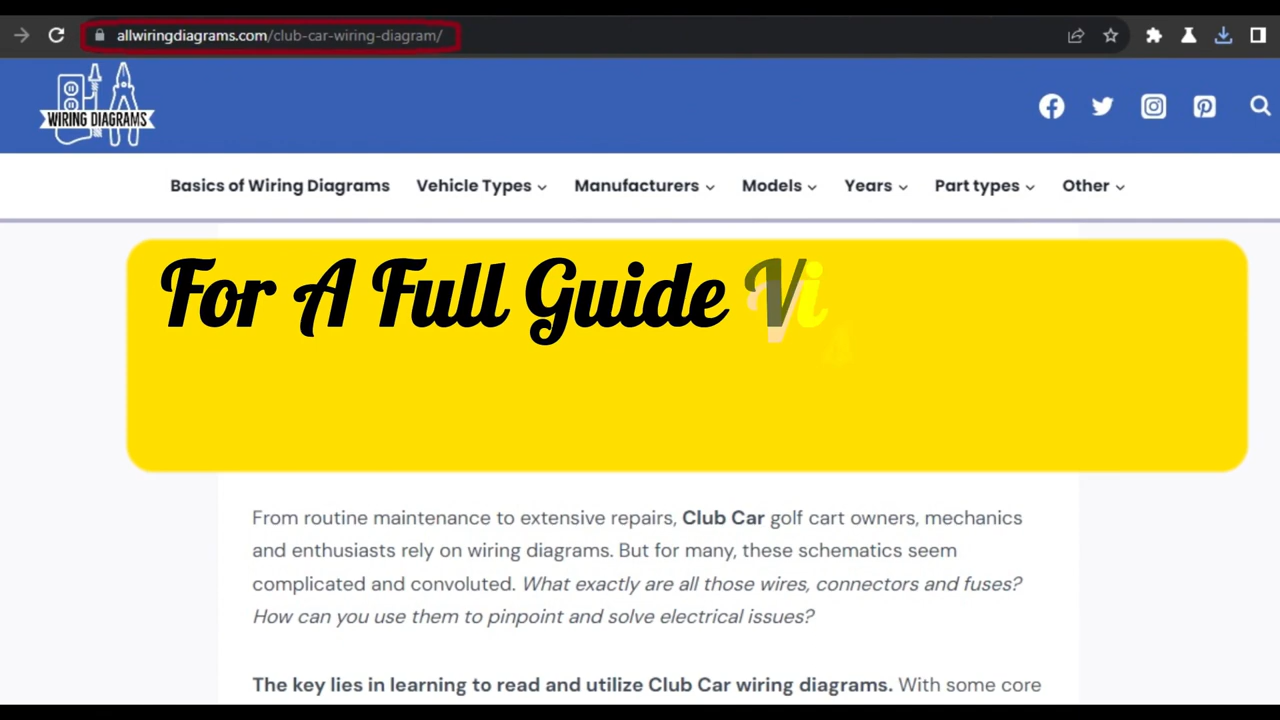 allwiringdiagrams.com/club-car-wiring-diagram/
WIRING DIAGRAMS
Basics of Wiring Diagrams Vehicle Types Manufacturers Models Years Part types Other
For A Full Guide Vi
From routine maintenance to extensive repairs, Club Car golf cart owners, mechanics
and enthusiasts rely on wiring diagrams. But for many, these schematics seem
complicated and convoluted. What exactly are all those wires, connectors and fuses?
How can you use them to pinpoint and solve electrical issues?
The key lies in learning to read and utilize Club Car wiring diagrams. With some core